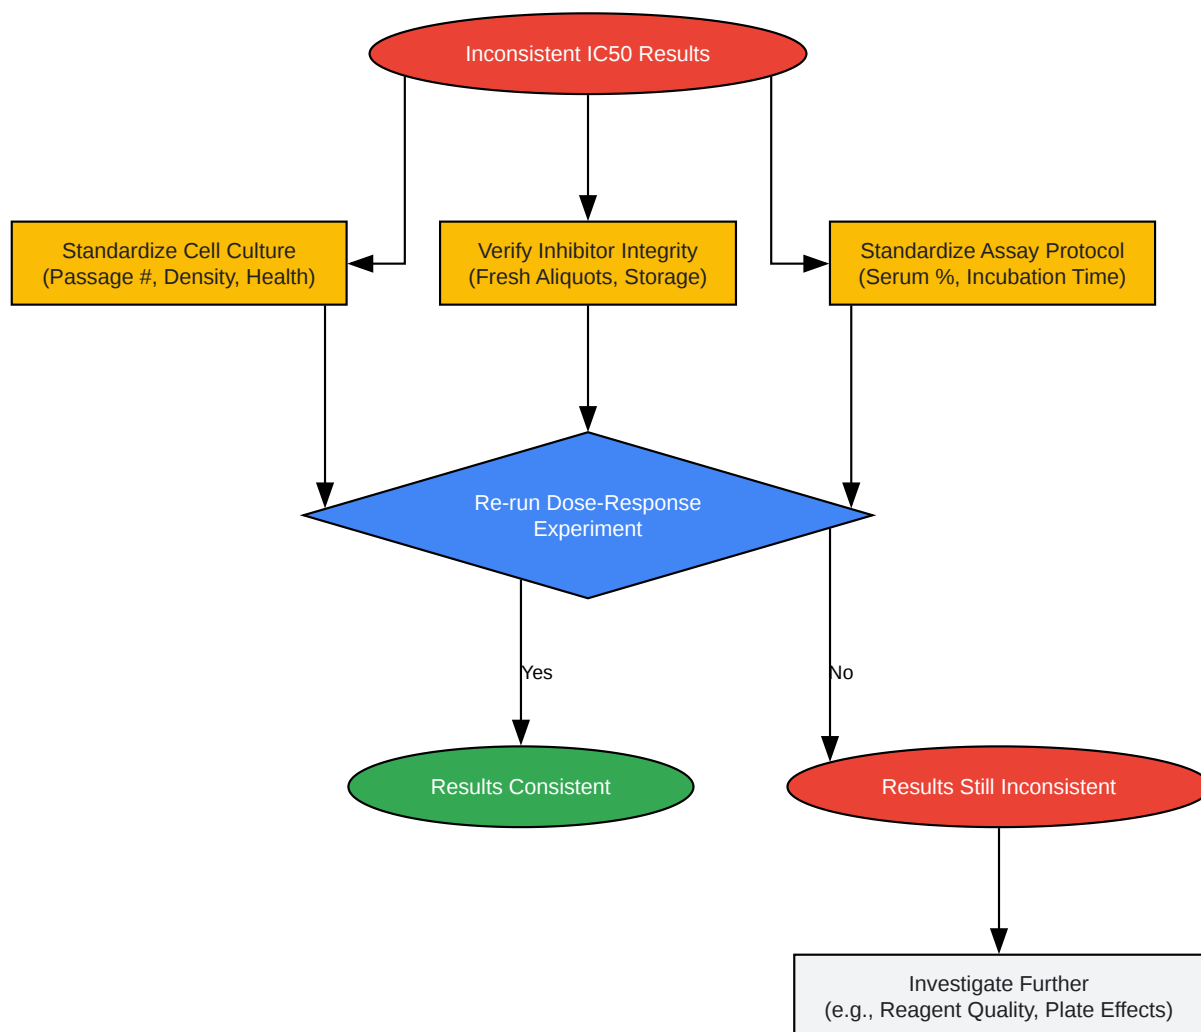 Inconsistent IC50 Results
Standardize Cell Culture
(Passage #, Density, Health)
Verify Inhibitor Integrity
(Fresh Aliquots, Storage)
Standardize Assay Protocol
(Serum %, Incubation Time)
Re-run Dose-Response
Experiment
Yes
No
Results Consistent
Results Still Inconsistent
Investigate Further
(e.g., Reagent Quality, Plate Effects)